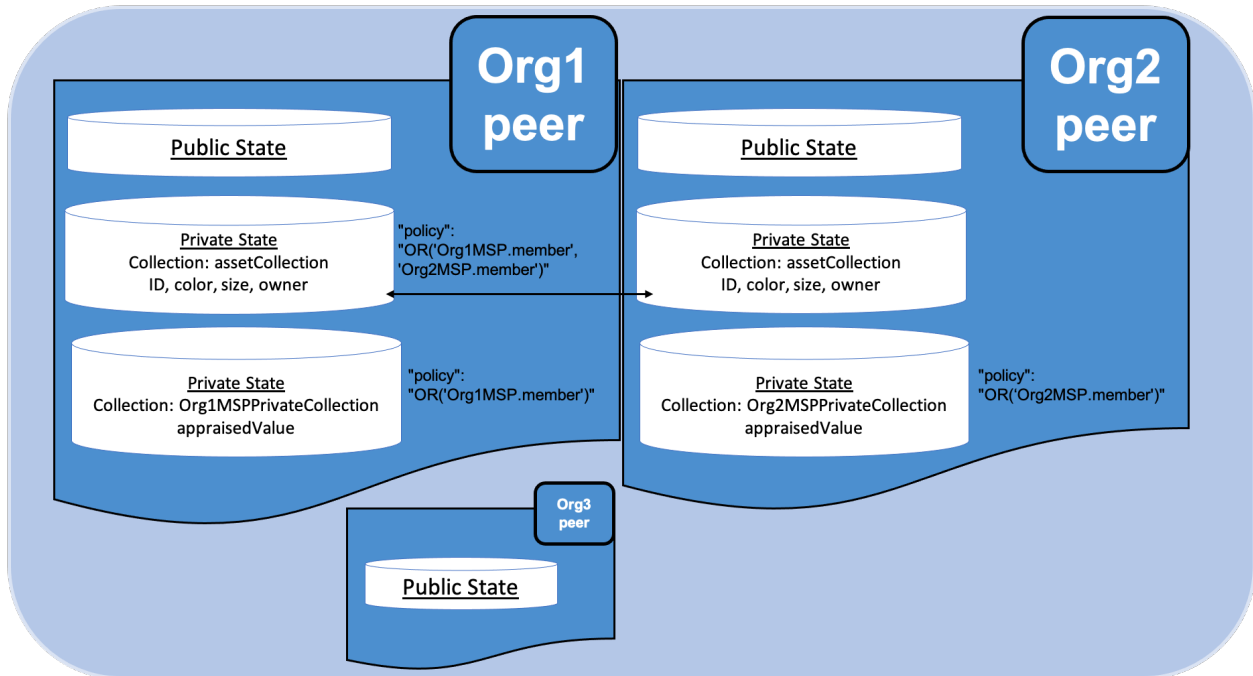 Org1
peer
Public State
Private State
Collection: assetCollection
ID, color, size, owner
"policy":
"OR('Org1MSP.member',
'Org2MSP.member')"
Private State
Collection: Org1MSPPrivateCollection
appraisedValue
"policy":
"OR('Org1MSP.member')"
Org2
peer
Public State
Private State
Collection: assetCollection
ID, color, size, owner
Private State
Collection: Org2MSPPrivateCollection
appraisedValue
"policy":
"OR('Org2MSP.member')"
Org3
peer
Public State